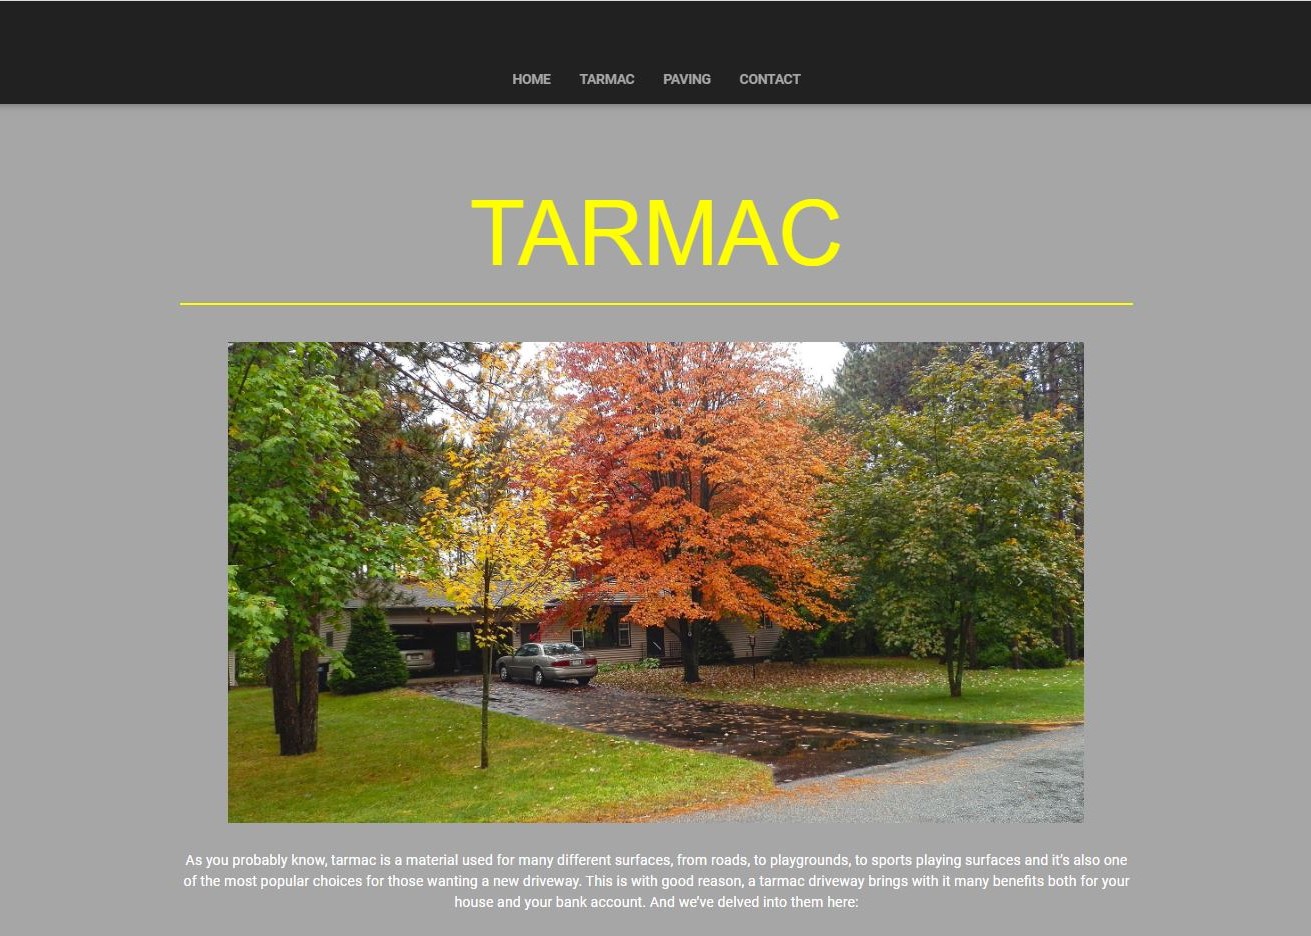 HOME TARMAC PAVING CONTACT
TARMAC
As you probably know, tarmac is a material used for many different surfaces, from roads, to playgrounds, to sports playing surfaces and it’s also one
of the most popular choices for those wanting a new driveway. This is with good reason, a tarmac driveway brings with it many benefits both for your
house and your bank account. And we’ve delved into them here: